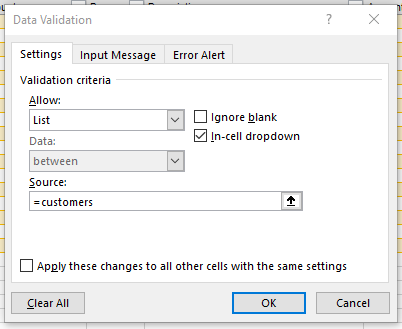 Data Validation
?
Settings
Input Message
Error Alert
Validation criteria
Allow:
List
Ignore blank
In-cell dropdown
Data:
between
Source:
=customers
Apply these changes to all other cells with the same settings
Clear All
OK
Cancel